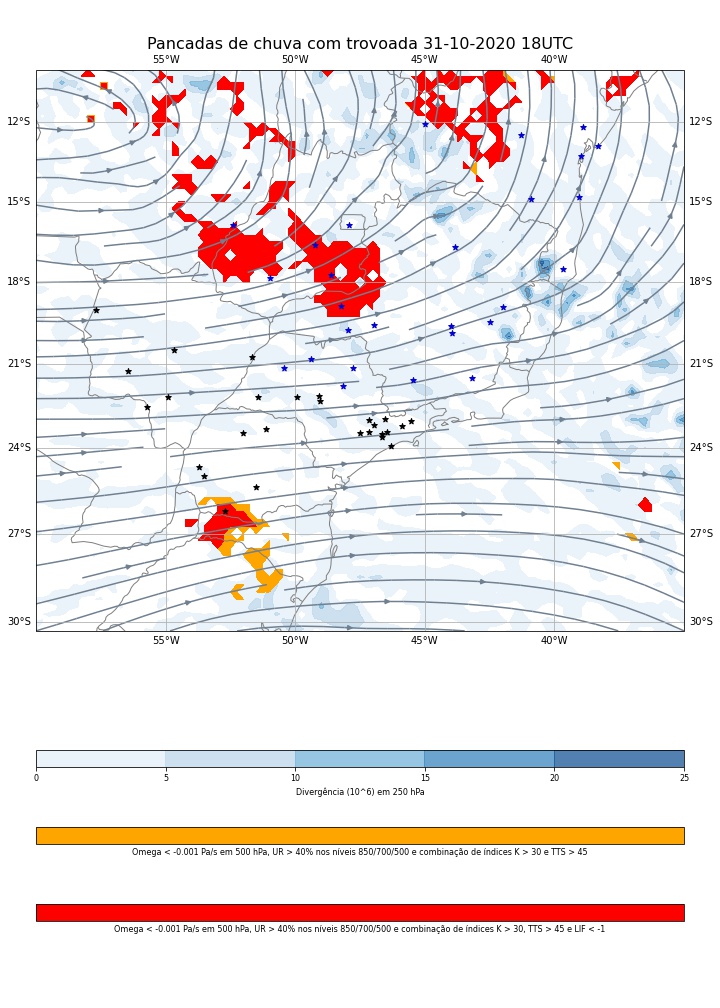 Pancadas de chuva com trovoada 31-10-2020 18UTC
55°W 50°W 45°W 40°W
12°S 12°S
15°S 15°S
18°S 18°S
21°S 21°S
24°S 24°S
27°S 27°S
30°S 30°S
55°W 50°W 45°W 40°W
0 5 10 15 20 25
Divergência (10^6) em 250 hPa
Omega < -0.001 Pa/s em 500 hPa, UR > 40% nos níveis 850/700/500 e combinação de índices K > 30 e TTS > 45
Omega < -0.001 Pa/s em 500 hPa, UR > 40% nos níveis 850/700/500 e combinação de índices K > 30, TTS > 45 e LIF < -1